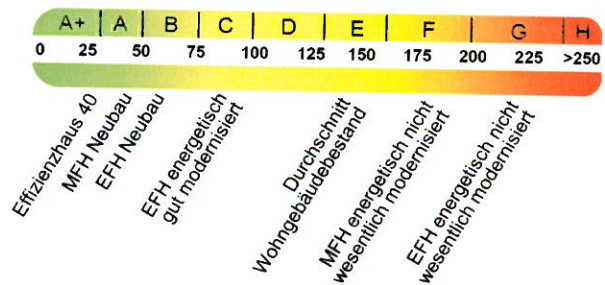 A+ A B C D E F G H
0 25 50 75 100 125 150 175 200 225 >250
Effizienzhaus 40
MFH Neubau
EFH Neubau
EFH energetisch
gut modernisiert
Durchschnitt
Wohngebäudebestand
MFH energetisch nicht
wesentlich modernisiert
EFH energetisch nicht
wesentlich modernisiert